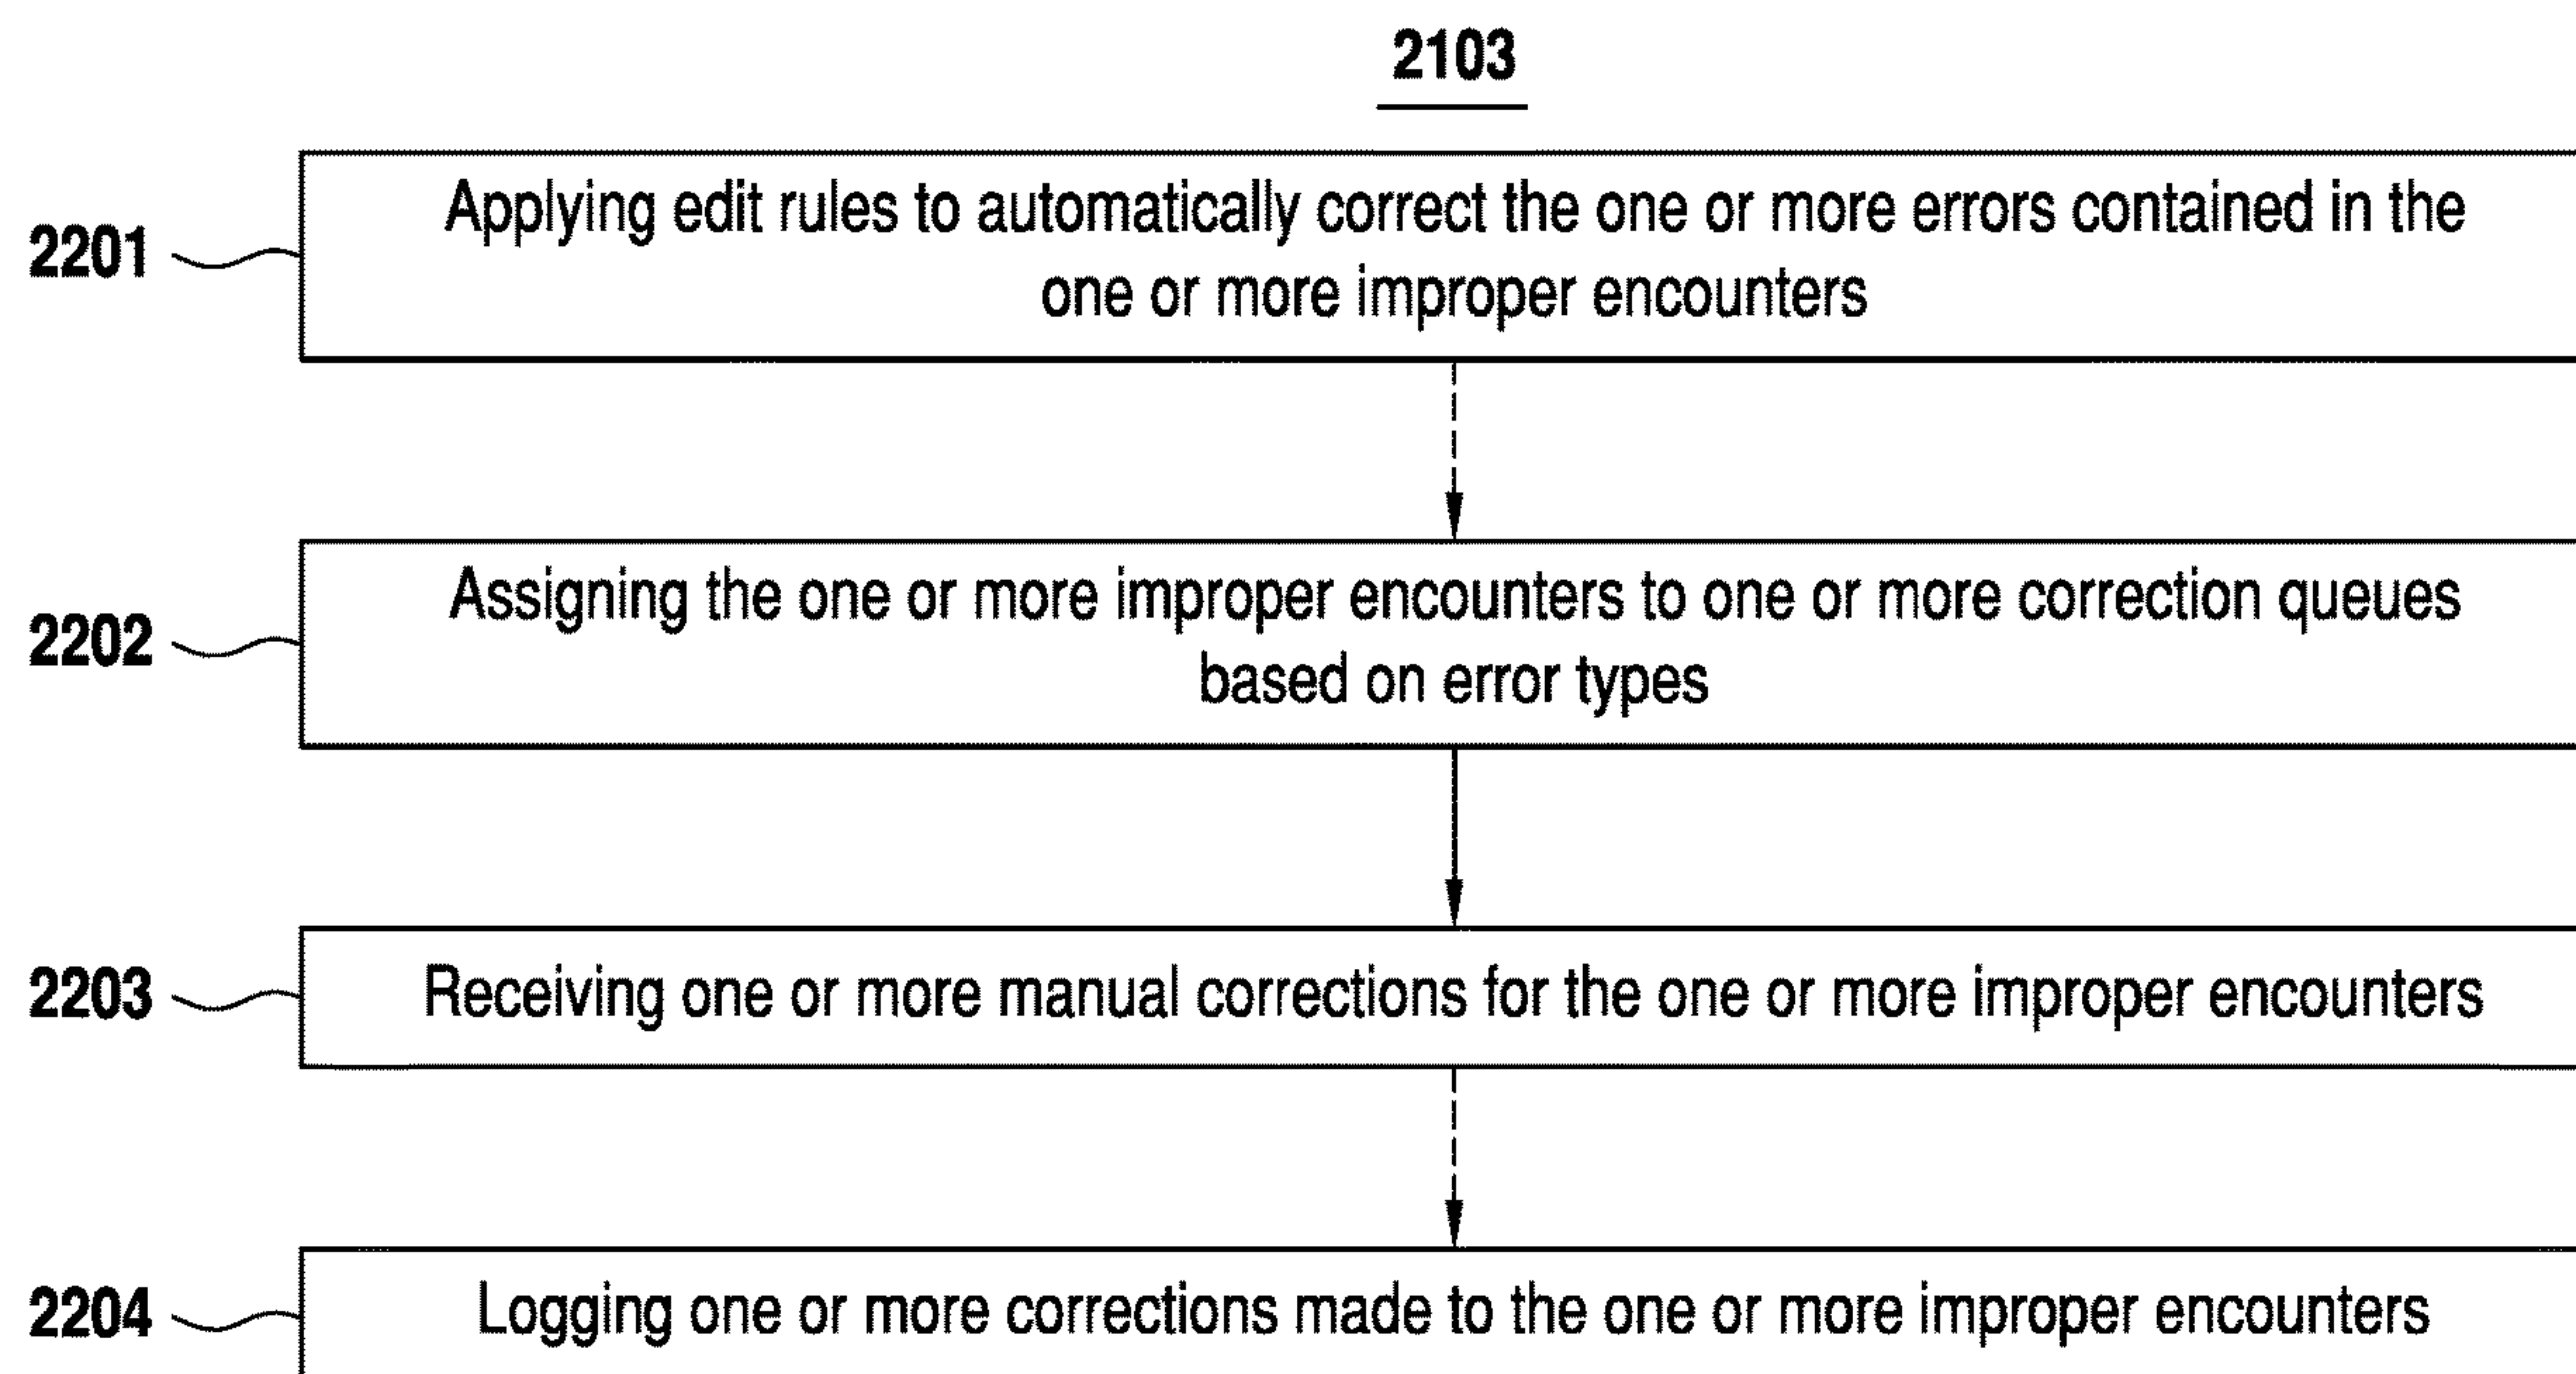 2103
2201
Applying edit rules to automatically correct the one or more errors contained in the
one or more improper encounters
2202
Assigning the one or more improper encounters to one or more correction queues
based on error types
2203
Receiving one or more manual corrections for the one or more improper encounters
2204
Logging one or more corrections made to the one or more improper encounters